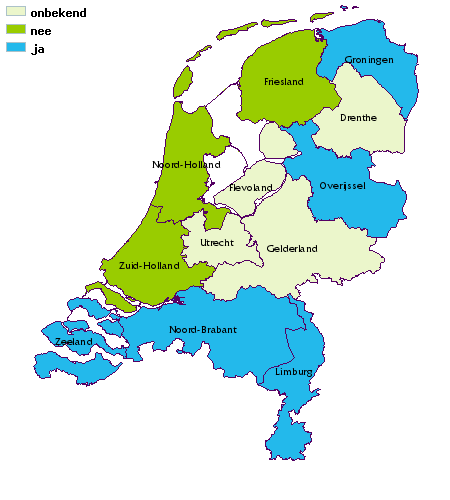 onbekend
nee
ja
Groningen
Friesland
Drenthe
Noord-Holland
Flevoland
Overijssel
Utrecht
Gelderland
Zuid-Holland
Noord-Brabant
Zeeland
Limburg